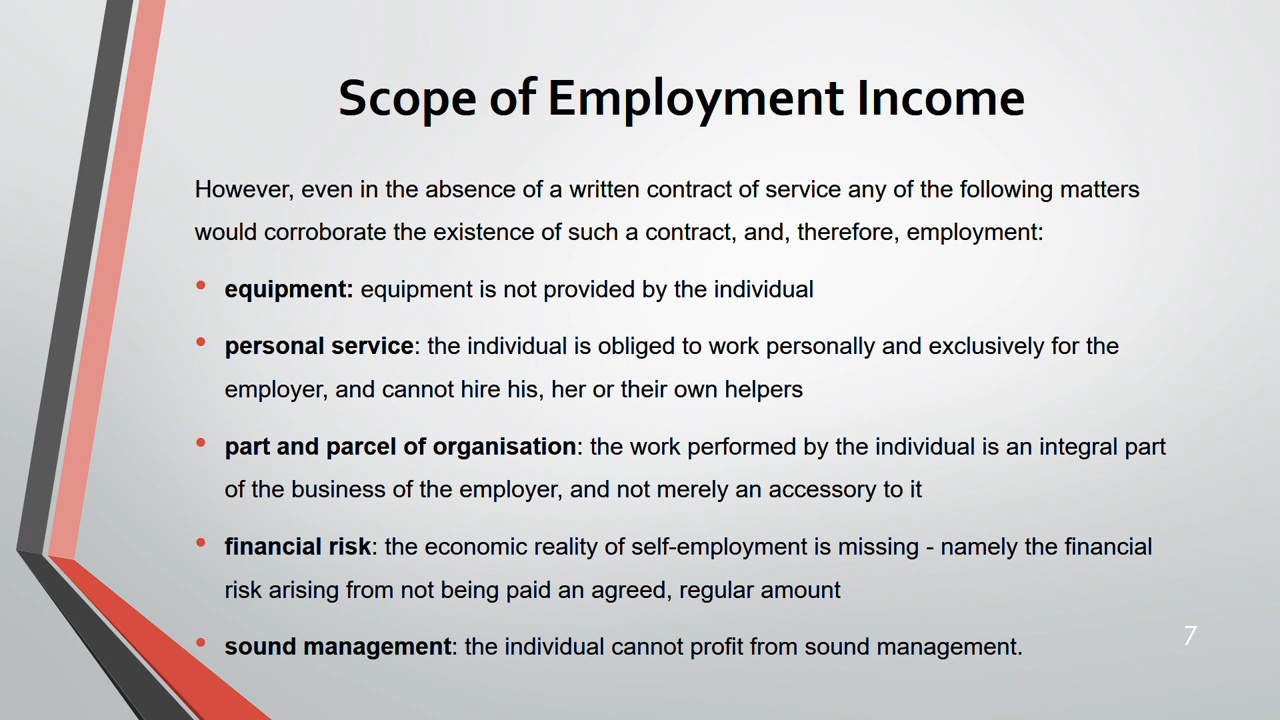 Scope of Employment Income
However, even in the absence of a written contract of service any of the following matters
would corroborate the existence of such a contract, and, therefore, employment:
• equipment: equipment is not provided by the individual
• personal service: the individual is obliged to work personally and exclusively for the
employer, and cannot hire his, her or their own helpers
• part and parcel of organisation: the work performed by the individual is an integral part
of the business of the employer, and not merely an accessory to it
• financial risk: the economic reality of self-employment is missing - namely the financial
risk arising from not being paid an agreed, regular amount
• sound management: the individual cannot profit from sound management.
7